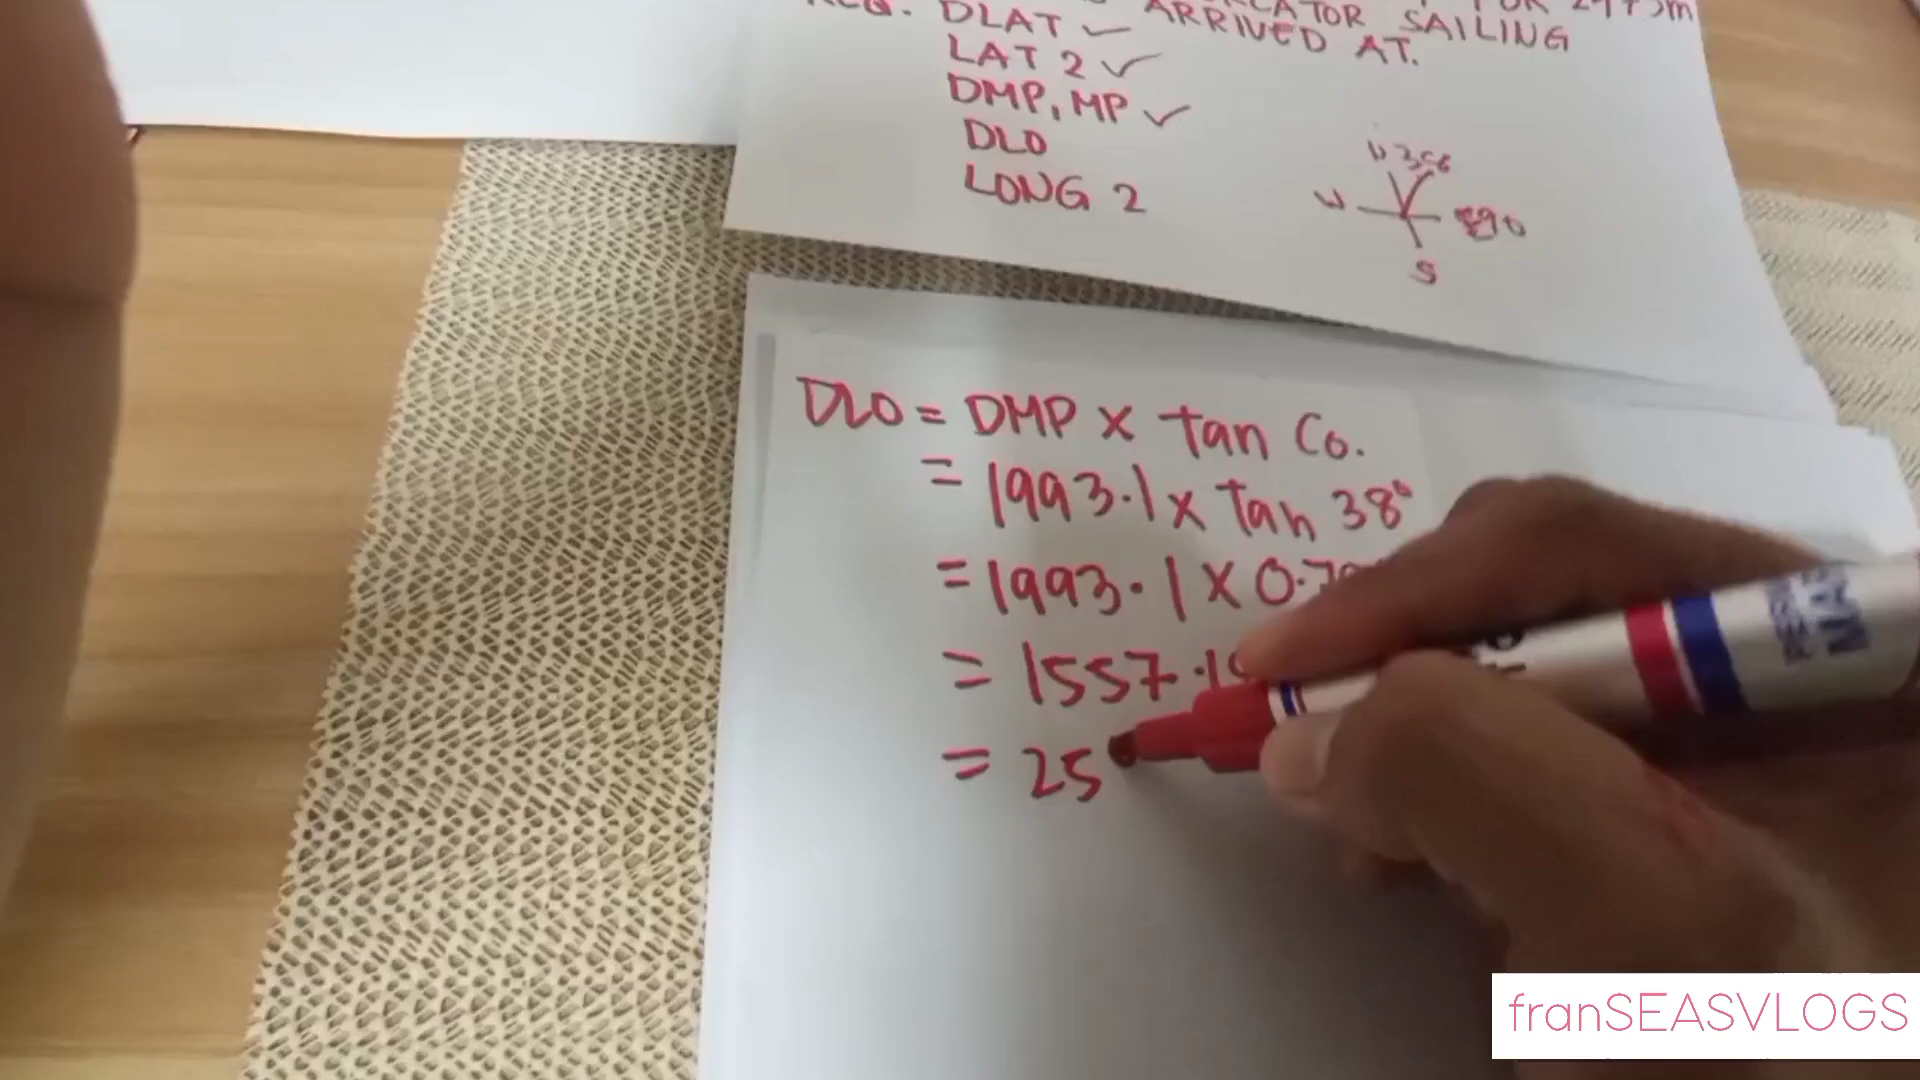 SAILING
DLAT ✓ ARRIVED AT.
LAT 2 ✓
DMP, MP ✓
DLO
LONG 2
W
S
DLO = DMP x tan Co.
= 1993.1 x tan 38°
= 1993.1 x
= 1557.
= 25
franSEASVLOGS